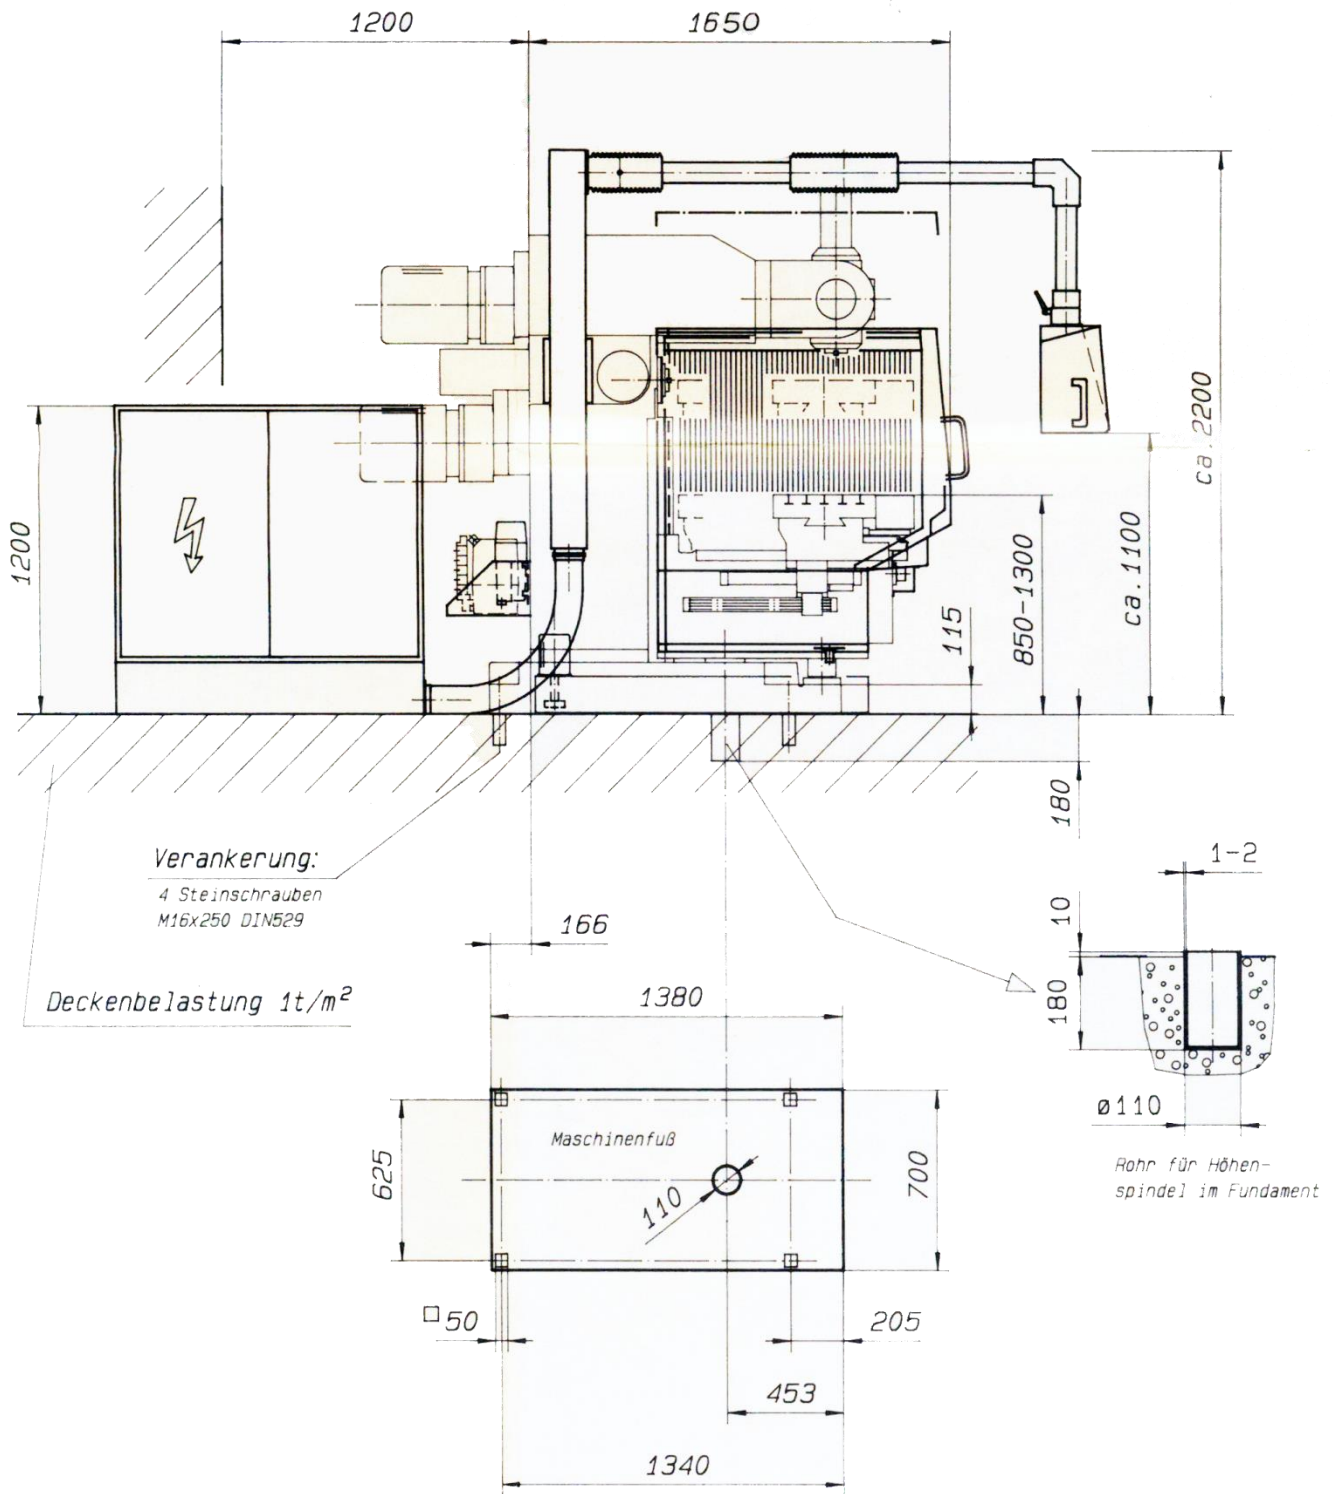 1200
1650
ca.2200
1200
115
850-1300
ca.1100
180
Verankerung:
4 Steinschrauben
M16x250 DIN529
Deckenbelastung 1t/m²
166
1380
1-2
10
180
ø110
Rohr für Höhen-
spindel im Fundament
Maschinenfuß
625
110
700
□50
205
453
1340